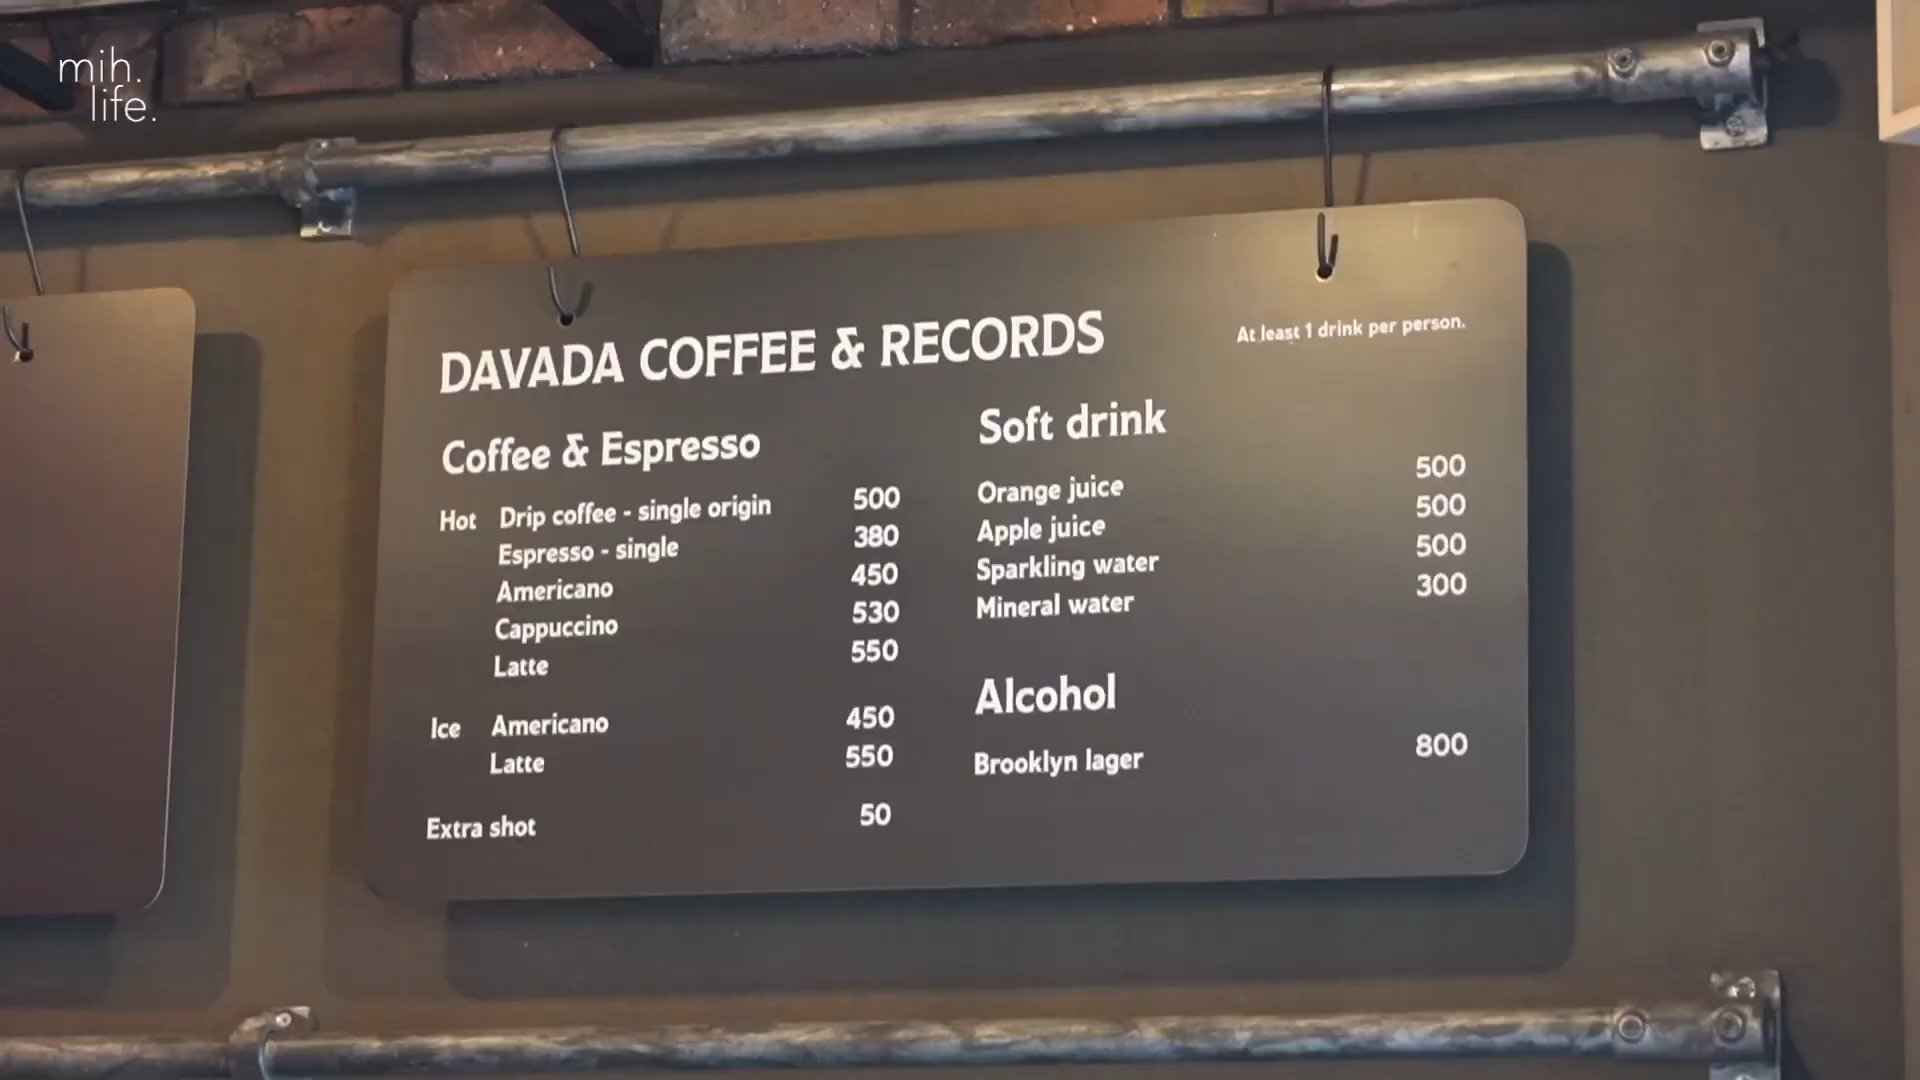 mih.
life.
DAVADA COFFEE & RECORDS
At least 1 drink per person.
Coffee & Espresso
Hot Drip coffee - single origin 500
Espresso - single 380
Americano 450
Cappuccino 530
Latte 550
Ice Americano 450
Latte 550
Extra shot 50
Soft drink
Orange juice 500
Apple juice 500
Sparkling water 500
Mineral water 300
Alcohol
Brooklyn lager 800